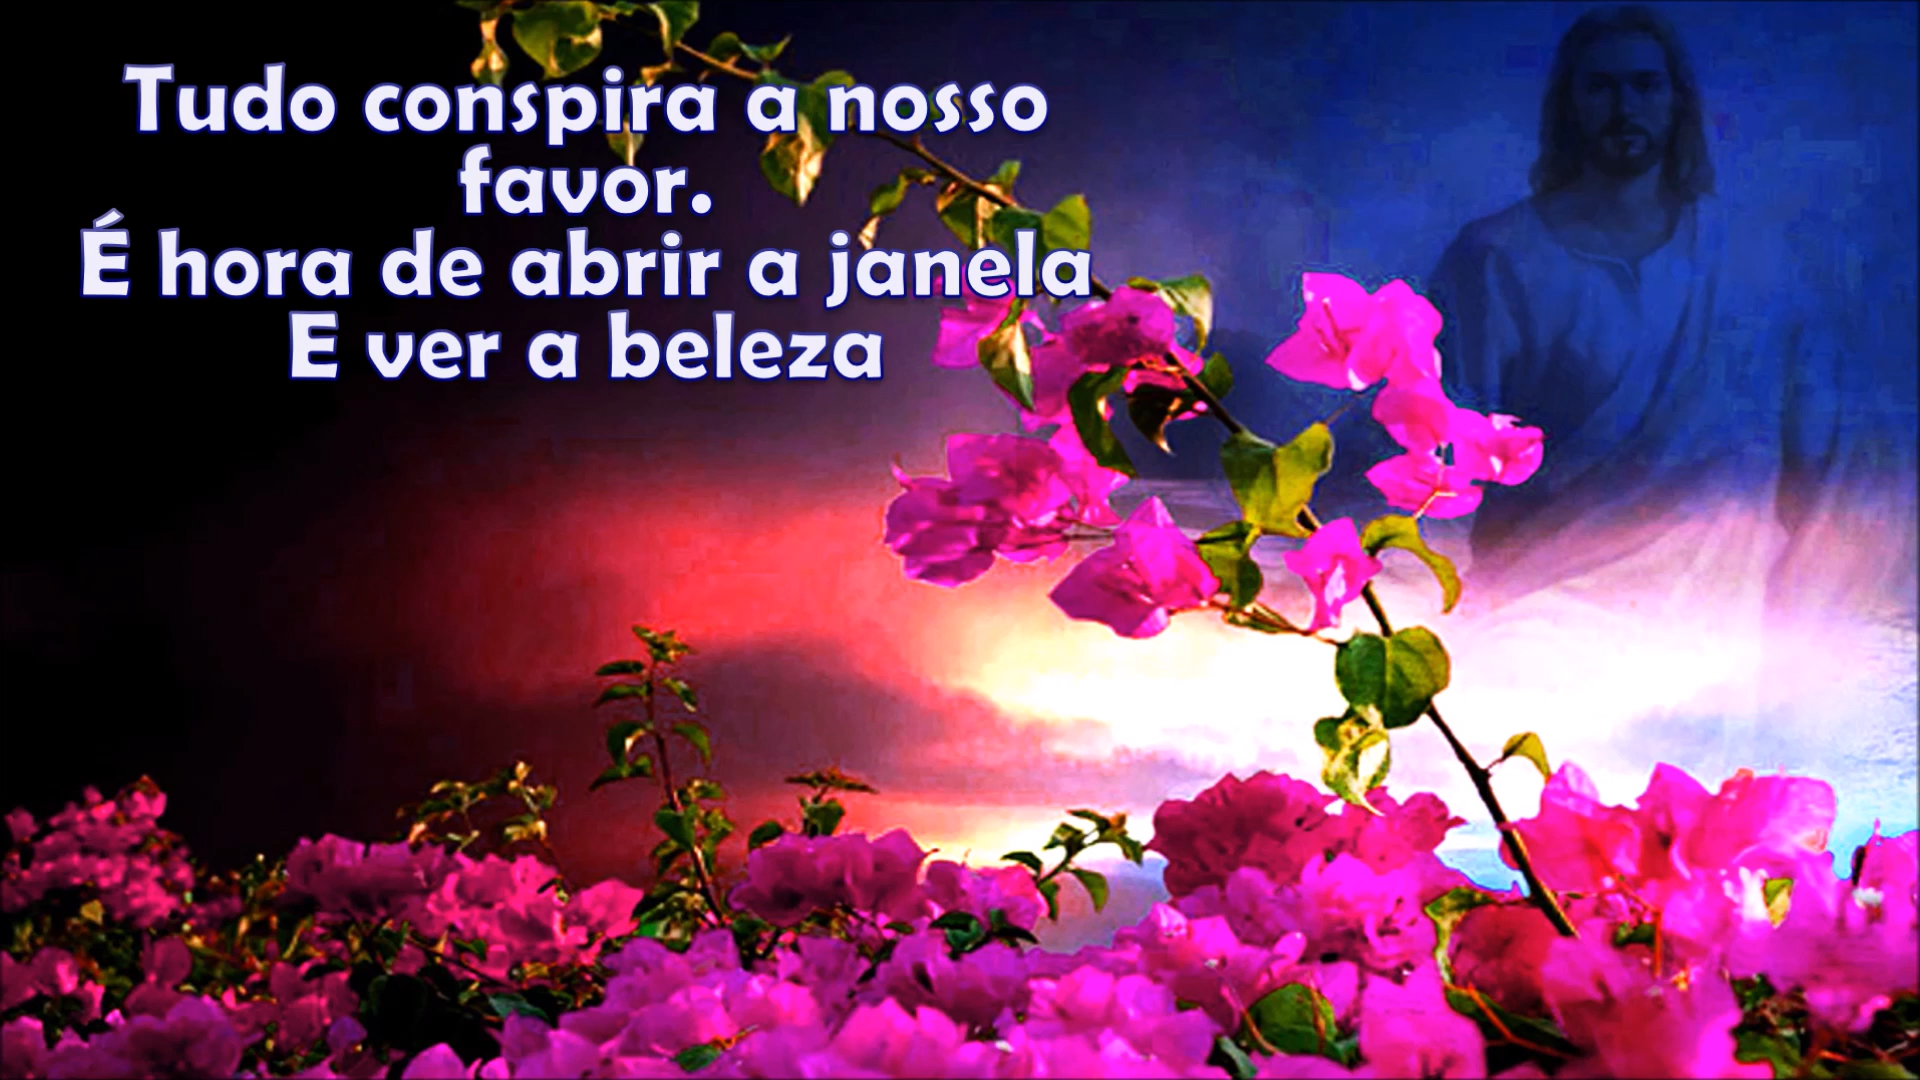 Tudo conspira a nosso
favor.
É hora de abrir a janela
E ver a beleza